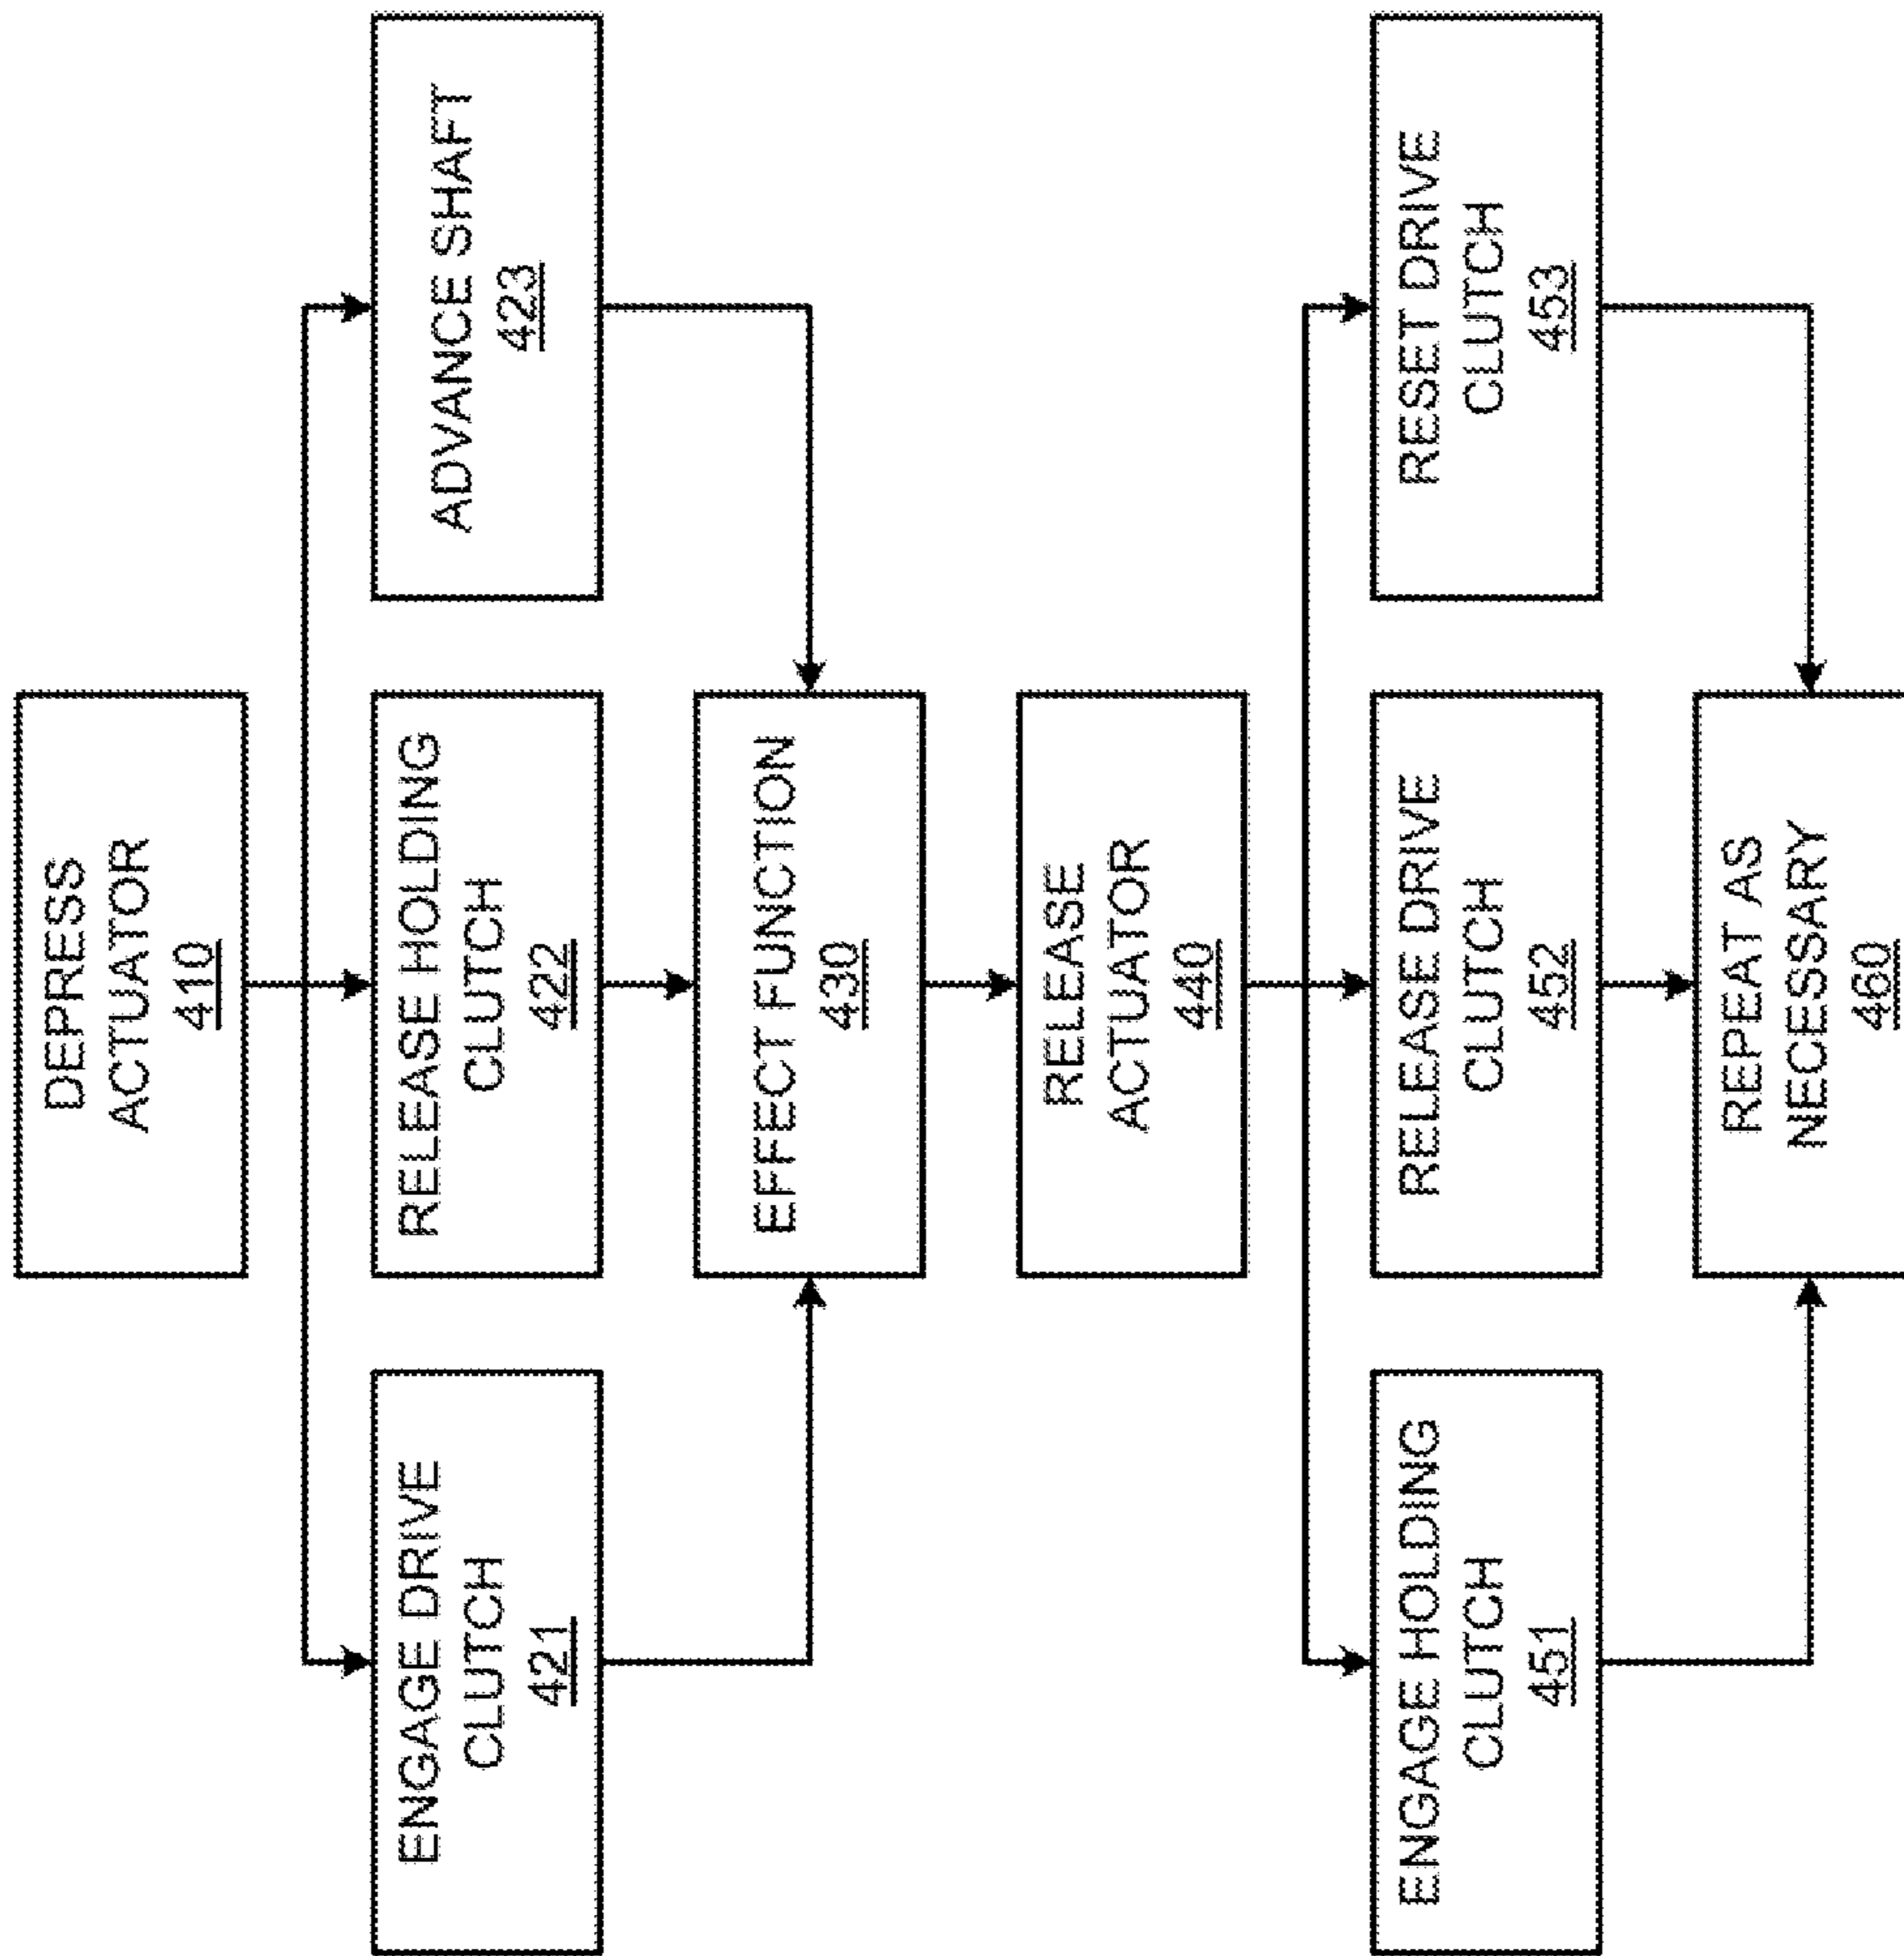 DEPRESS
ACTUATOR
410
ENGAGE DRIVE
CLUTCH
421
RELEASE HOLDING
CLUTCH
422
ADVANCE SHAFT
423
EFFECT FUNCTION
430
RELEASE
ACTUATOR
440
ENGAGE HOLDING
CLUTCH
451
RELEASE DRIVE
CLUTCH
452
RESET DRIVE
CLUTCH
453
REPEAT AS
NECESSARY
460